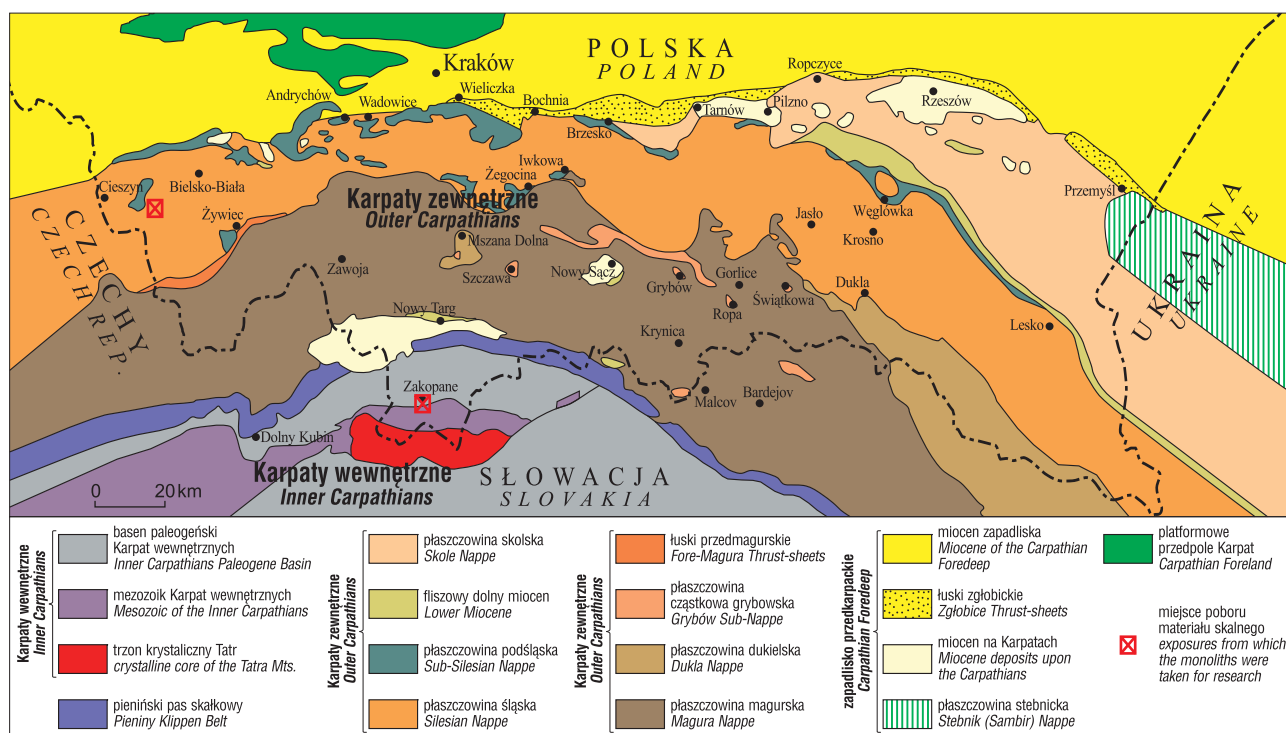 POLSKA
POLAND
Kraków
Ropczyce
Wieliczka
Andrychów
Wadowice
Bochnia
Tarnów
Pilzno
Rzeszów
Brzesko
Iwkowa
Żegocina
Cieszyn
Bielsko-Biała
Żywiec
Przemyśl
Karpaty zewnętrzne
Outer Carpathians
Węglówka
Jasło
Krosno
CZECHY
CZECH REP.
UKRAINA
UKRAINE
Mszana Dolna
Zawoja
Szczawa
Nowy Sącz
Grybów
Gorlice
Świątkowa
Dukla
Ropa
Nowy Targ
Krynica
Lesko
Zakopane
Malcov
Bardejov
Dolny Kubin
Karpaty wewnętrzne
Inner Carpathians
SŁOWACJA
SLOVAKIA
0 20 km
Karpaty wewnętrzne
Inner Carpathians
basen paleogeński
Karpat wewnętrznych
Inner Carpathians Paleogene Basin
mezozoik Karpat wewnętrznych
Mesozoic of the Inner Carpathians
trzon krystaliczny Tatr
crystalline core of the Tatra Mts.
pieniński pas skałkowy
Pieniny Klippen Belt
Karpaty zewnętrzne
Outer Carpathians
płaszczowina skolska
Skole Nappe
fliszowy dolny miocen
Lower Miocene
płaszczowina podśląska
Sub-Silesian Nappe
płaszczowina śląska
Silesian Nappe
Karpaty zewnętrzne
Outer Carpathians
łuski przedmagurskie
Fore-Magura Thrust-sheets
płaszczowina
cząstkowa grybowska
Grybów Sub-Nappe
płaszczowina dukielska
Dukla Nappe
płaszczowina magurska
Magura Nappe
zapadlisko przedkarpackie
Carpathian Foredeep
miocen zapadliska
Miocene of the Carpathian
Foredeep
łuski zgłobickie
Zgłobice Thrust-sheets
miocen na Karpatach
Miocene deposits upon
the Carpathians
płaszczowina stebnicka
Stebnik (Sambir) Nappe
platformowe
przedpole Karpat
Carpathian Foreland
miejsce poboru
materiału skalnego
exposures from which
the monoliths were
taken for research